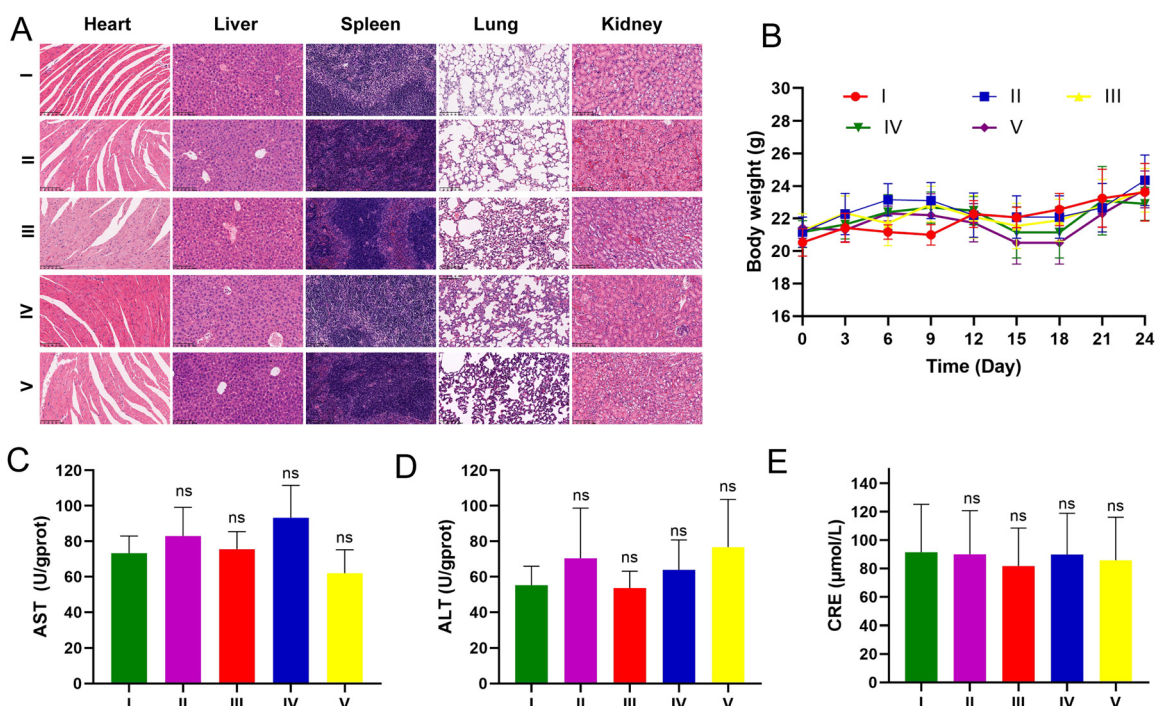 A
Heart Liver Spleen Lung Kidney
I
II
III
IV
V
B
Body weight (g)
30
28
26
24
22
20
18
16
I II III
IV V
0 3 6 9 12 15 18 21 24
Time (Day)
C
AST (U/gprot)
120
100
80
60
40
20
0
ns ns ns ns
I II III IV V
D
ALT (U/gprot)
120
100
80
60
40
20
0
ns ns ns ns
I II III IV V
E
CRE (μmol/L)
140
120
100
80
60
40
20
0
ns ns ns ns
I II III IV V